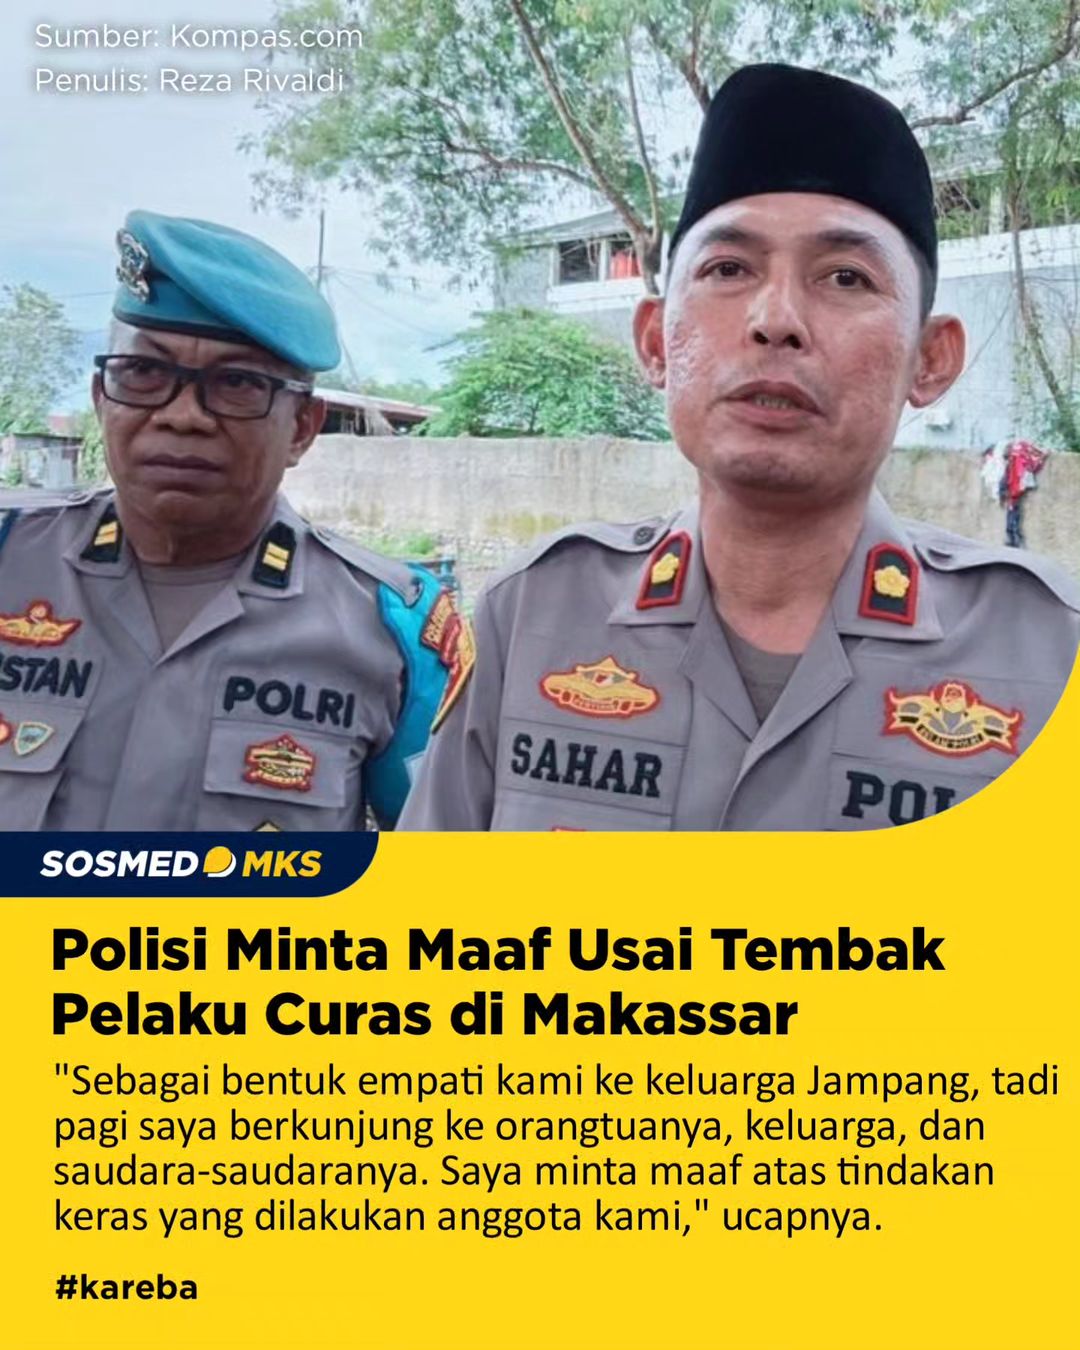 Sumber: Kompas.com
Penulis: Reza Rivaldi
STAN
POLRI
SAHAR
POL
SOSMED MKS
Polisi Minta Maaf Usai Tembak
Pelaku Curas di Makassar
"Sebagai bentuk empati kami ke keluarga Jampang, tadi
pagi saya berkunjung ke orangtuanya, keluarga, dan
saudara-saudaranya. Saya minta maaf atas tindakan
keras yang dilakukan anggota kami," ucapnya.
#kareba